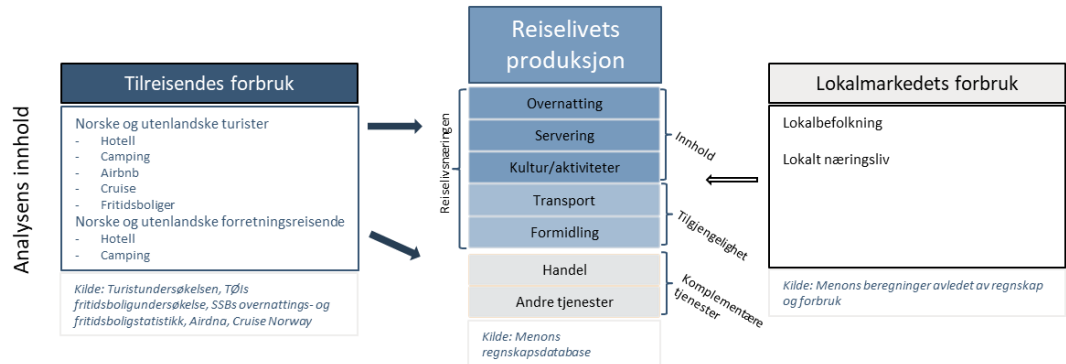 Analysens innhold
Tilreisendes forbruk
Norske og utenlandske turister
- Hotell
- Camping
- Airbnb
- Cruise
- Fritidsboliger
Norske og utenlandske forretningsreisende
- Hotell
- Camping
Kilde: Turistundersøkelsen, TØIs
fritidsboligundersøkelse, SSBs overnattings- og
fritidsboligstatistikk, Airdna, Cruise Norway
Reiselivets
produksjon
Reiselivsnæringen
Overnatting
Servering
Kultur/aktiviteter
Transport
Formidling
Handel
Andre tjenester
Innhold
Tilgjengelighet
Komplementære
tjenester
Kilde: Menons
regnskapsdatabase
Lokalmarkedets forbruk
Lokalbefolkning
Lokalt næringsliv
Kilde: Menons beregninger avledet av regnskap
og forbruk